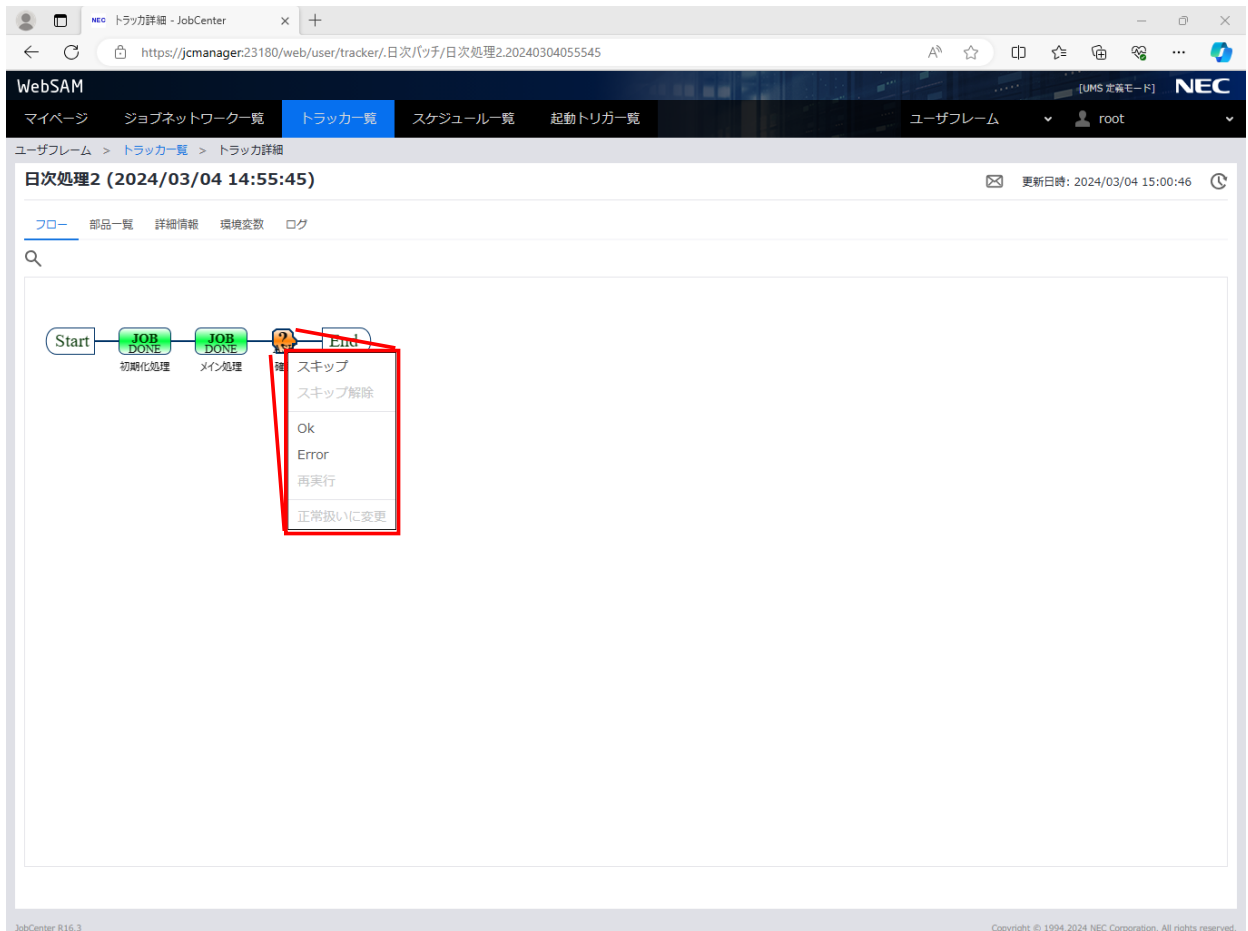 NEC トラッカ詳細 - JobCenter
https://jcmanager:23180/web/user/tracker/.日次バッチ/日次処理2.20240304055545
WebSAM [UMS 定義モード] NEC
マイページ ジョブネットワーク一覧 トラッカ一覧 スケジュール一覧 起動トリガ一覧 ユーザフレーム root
ユーザフレーム > トラッカ一覧 > トラッカ詳細
日次処理2 (2024/03/04 14:55:45) 更新日時: 2024/03/04 15:00:46
フロー 部品一覧 詳細情報 環境変数 ログ
Start JOB DONE JOB DONE ? End
初期化処理 メイン処理
スキップ
スキップ解除
Ok
Error
再実行
正常扱いに変更
JobCenter R16.3 Copyright © 1994.2024 NEC Corporation. All rights reserved.